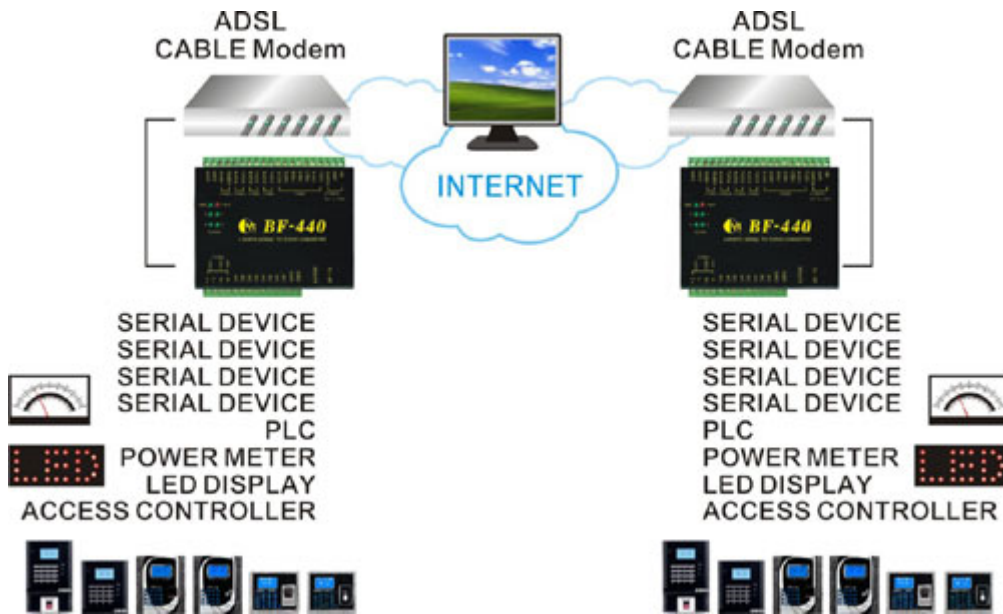 ADSL
CABLE Modem
ADSL
CABLE Modem
INTERNET
BF-440
BF-440
SERIAL DEVICE
SERIAL DEVICE
SERIAL DEVICE
SERIAL DEVICE
PLC
POWER METER
LED DISPLAY
ACCESS CONTROLLER
LED
SERIAL DEVICE
SERIAL DEVICE
SERIAL DEVICE
SERIAL DEVICE
PLC
POWER METER
LED DISPLAY
ACCESS CONTROLLER
LED